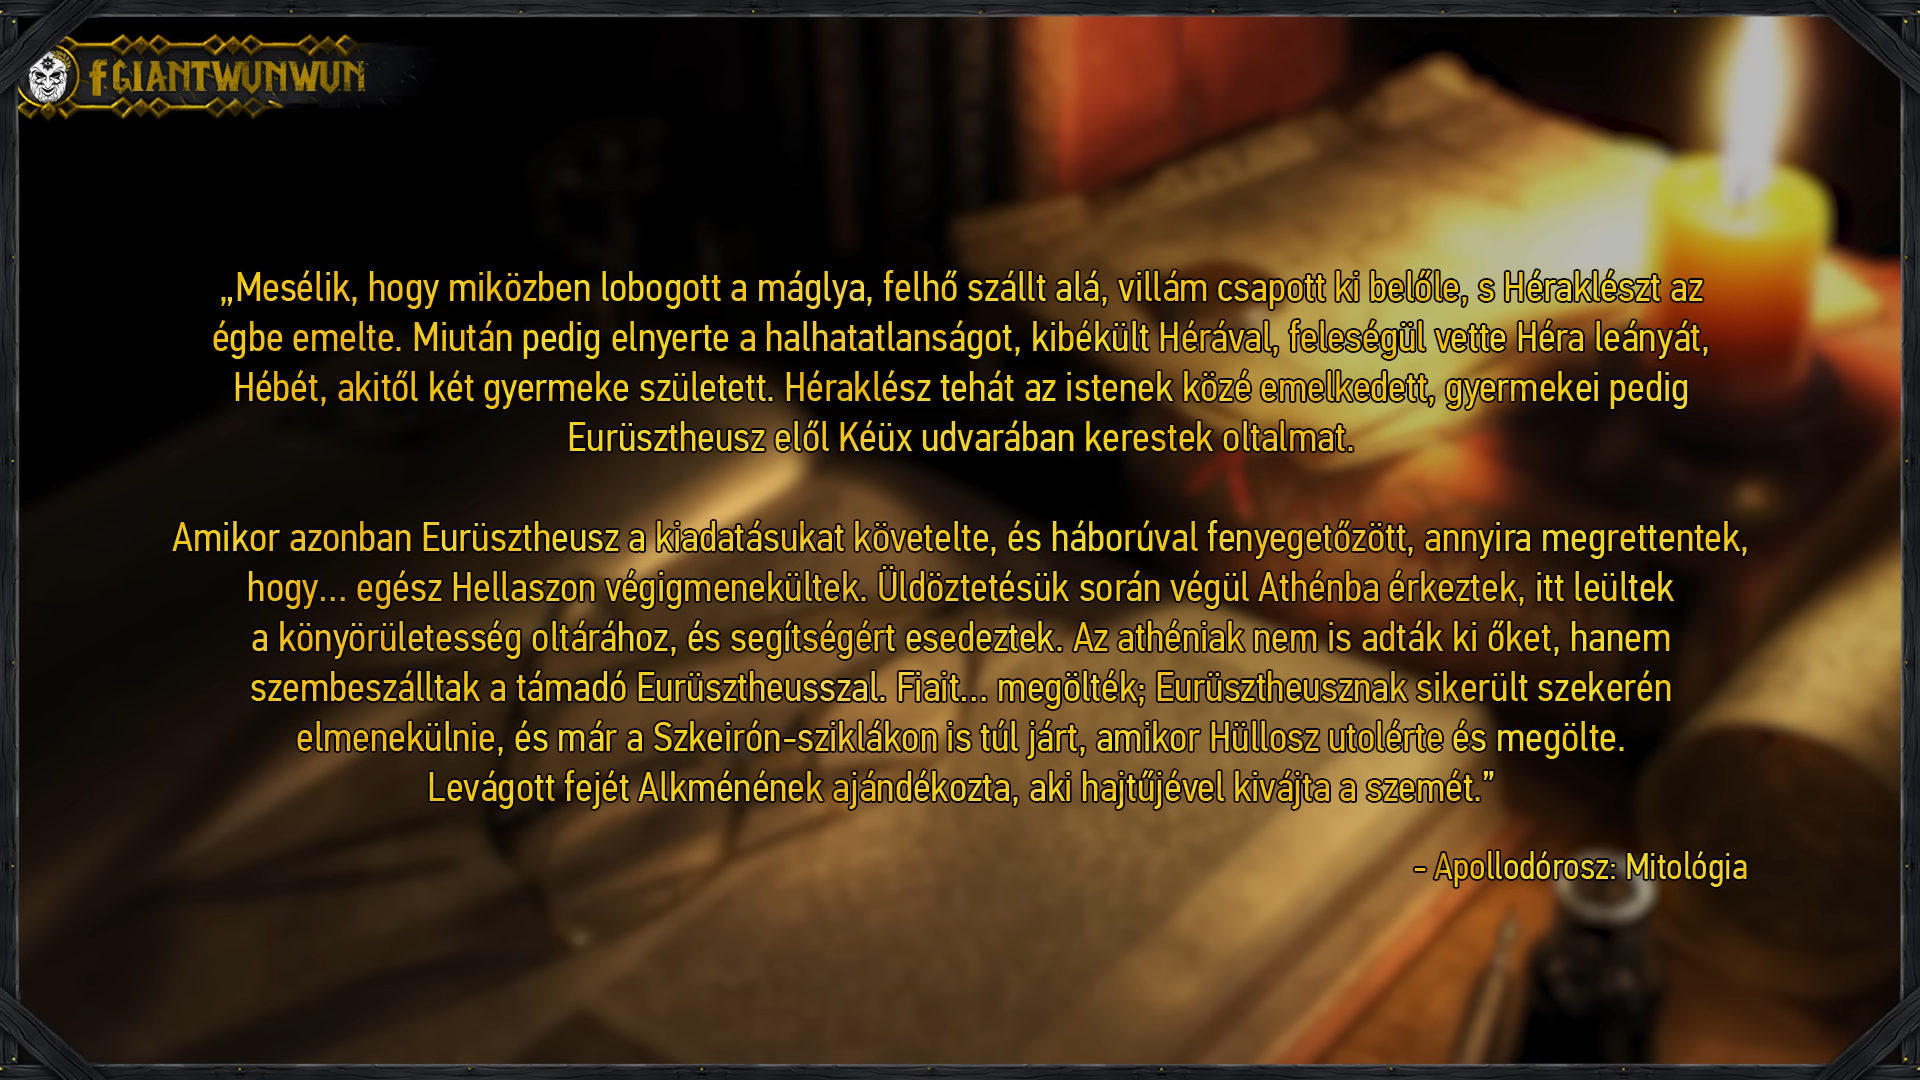 fGIANTWUNWUN
„Mesélik, hogy miközben lobogott a máglya, felhő szállt alá, villám csapott ki belőle, s Héraklészt az
égbe emelte. Miután pedig elnyerte a halhatatlanságot, kibékült Hérával, feleségül vette Héra leányát,
Hébét, akitől két gyermeke született. Héraklész tehát az istenek közé emelkedett, gyermekei pedig
Eurüsztheusz elől Kéüx udvarában kerestek oltalmat.
Amikor azonban Eurüsztheusz a kiadatásukat követelte, és háborúval fenyegetőzött, annyira megrettentek,
hogy... egész Hellaszon végigmenekültek. Üldöztetésük során végül Athénba érkeztek, itt leültek
a könyörületesség oltárához, és segítségért esedeztek. Az athéniak nem is adták ki őket, hanem
szembeszálltak a támadó Eurüsztheusszal. Fiait... megölték; Eurüsztheusznak sikerült szekerén
elmenekülnie, és már a Szkeirón-sziklákon is túl járt, amikor Hüllosz utolérte és megölte.
Levágott fejét Alkménének ajándékozta, aki hajtűjével kivájta a szemét.”
- Apollodórosz: Mitológia